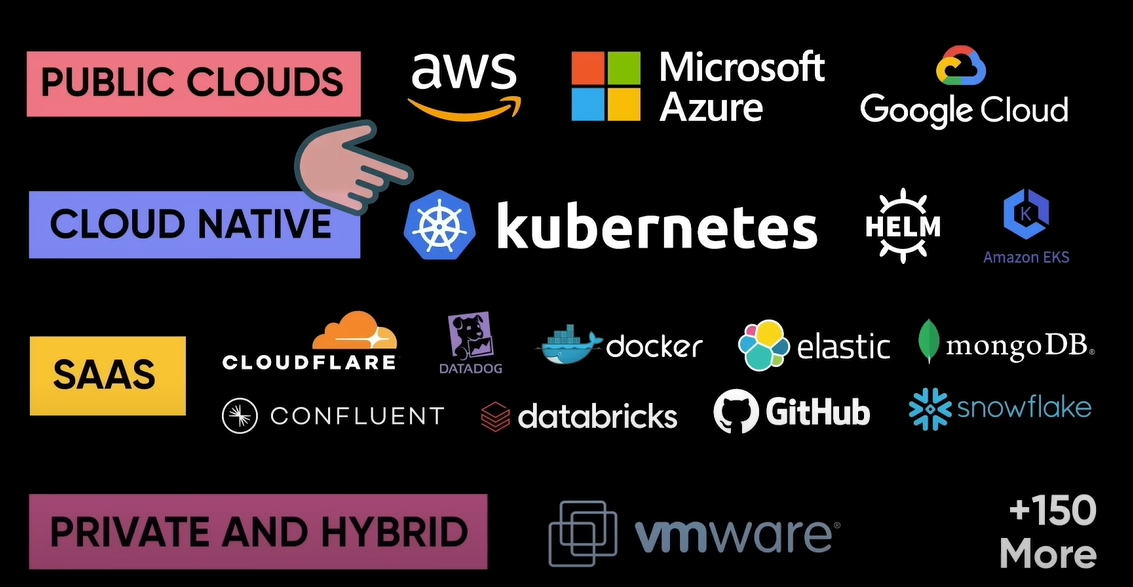 PUBLIC CLOUDS
aws
Microsoft
Azure
Google Cloud
CLOUD NATIVE
kubernetes
HELM
K
Amazon EKS
SAAS
CLOUDFLARE
DATADOG
docker
elastic
mongoDB®
CONFLUENT
databricks
GitHub
snowflake
PRIVATE AND HYBRID
vmware®
+150
More